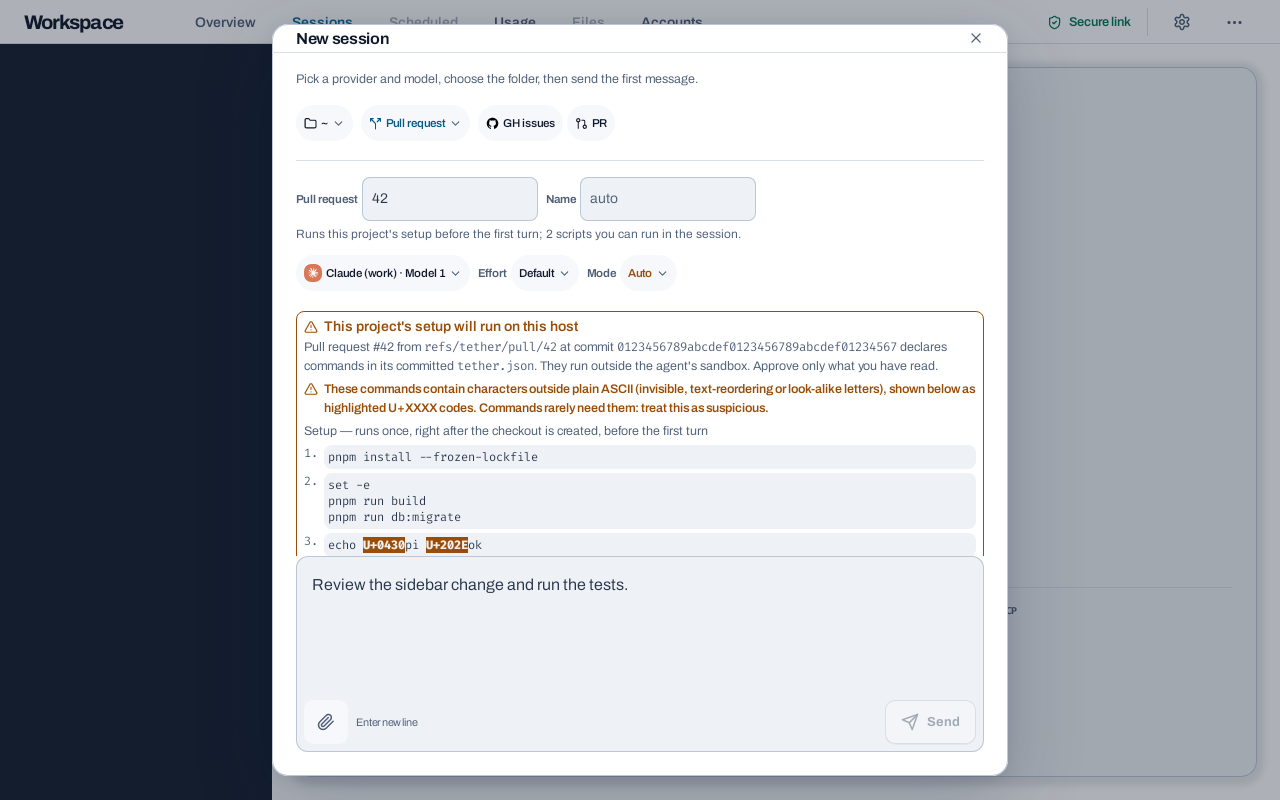 Workspace
Overview
Sessions
Scheduled
Usage
Files
Accounts
Secure link
New session
Pick a provider and model, choose the folder, then send the first message.
~
Pull request
GH issues
PR
Pull request
42
Name
auto
Runs this project's setup before the first turn; 2 scripts you can run in the session.
Claude (work) · Model 1
Effort
Default
Mode
Auto
This project's setup will run on this host
Pull request #42 from refs/tether/pull/42 at commit 0123456789abcdef0123456789abcdef01234567 declares
commands in its committed tether.json. They run outside the agent's sandbox. Approve only what you have read.
These commands contain characters outside plain ASCII (invisible, text-reordering or look-alike letters), shown below as
highlighted U+XXXX codes. Commands rarely need them: treat this as suspicious.
Setup — runs once, right after the checkout is created, before the first turn
1. pnpm install --frozen-lockfile
2. set -e
pnpm run build
pnpm run db:migrate
3. echo U+0430pi U+202Eok
Review the sidebar change and run the tests.
Enter new line
Send